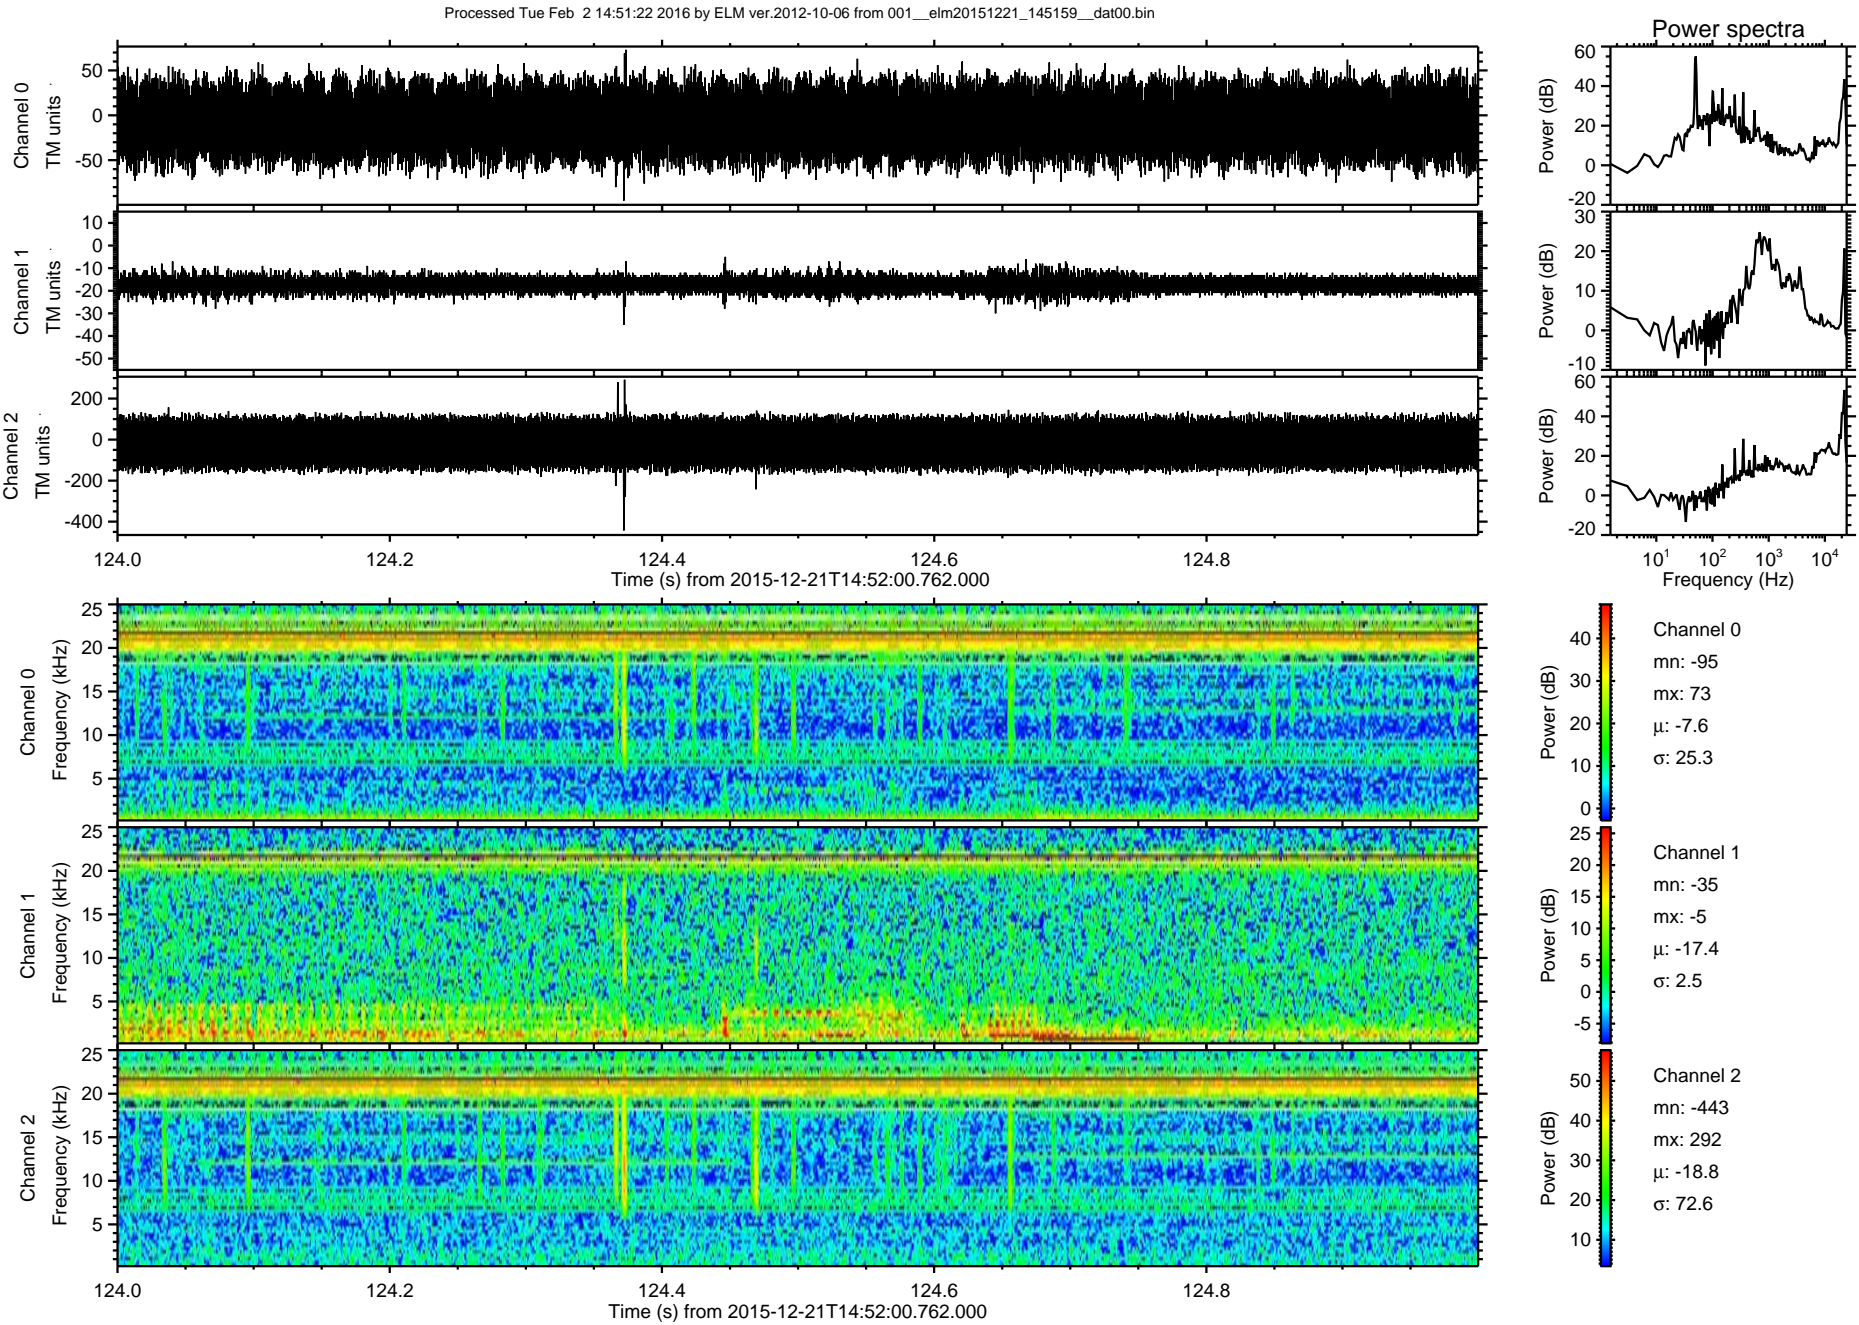 Processed Tue Feb  2 14:51:22 2016 by ELM ver.2012-10-06 from 001__elm20151221_145159__dat00.bin
Power spectra
Channel 0
TM units
50
0
-50
Power (dB)
60
40
20
0
-20
Channel 1
TM units
10
0
-10
-20
-30
-40
-50
Power (dB)
30
20
10
0
-10
Channel 2
TM units
200
0
-200
-400
Power (dB)
60
40
20
0
-20
124.0 124.2 124.4 124.6 124.8
Time (s) from 2015-12-21T14:52:00.762.000
10^1 10^2 10^3 10^4
Frequency (Hz)
Channel 0
Frequency (kHz)
25
20
15
10
5
Power (dB)
40
30
20
10
0
Channel 0
mn: -95
mx: 73
μ: -7.6
σ: 25.3
Channel 1
Frequency (kHz)
25
20
15
10
5
Power (dB)
25
20
15
10
5
0
-5
Channel 1
mn: -35
mx: -5
μ: -17.4
σ: 2.5
Channel 2
Frequency (kHz)
25
20
15
10
5
Power (dB)
50
40
30
20
10
Channel 2
mn: -443
mx: 292
μ: -18.8
σ: 72.6
124.0 124.2 124.4 124.6 124.8
Time (s) from 2015-12-21T14:52:00.762.000